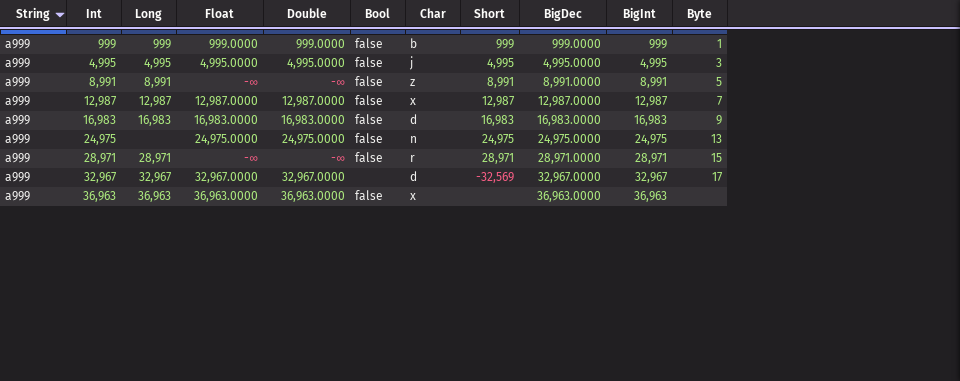 String Int Long Float Double Bool Char Short BigDec BigInt Byte
a999 999 999 999.0000 999.0000 false b 999 999.0000 999 1
a999 4,995 4,995 4,995.0000 4,995.0000 false j 4,995 4,995.0000 4,995 3
a999 8,991 8,991 -∞ -∞ false z 8,991 8,991.0000 8,991 5
a999 12,987 12,987 12,987.0000 12,987.0000 false x 12,987 12,987.0000 12,987 7
a999 16,983 16,983 16,983.0000 16,983.0000 false d 16,983 16,983.0000 16,983 9
a999 24,975 24,975.0000 24,975.0000 false n 24,975 24,975.0000 24,975 13
a999 28,971 28,971 -∞ -∞ false r 28,971 28,971.0000 28,971 15
a999 32,967 32,967 32,967.0000 32,967.0000 d -32,569 32,967.0000 32,967 17
a999 36,963 36,963 36,963.0000 36,963.0000 false x 36,963.0000 36,963